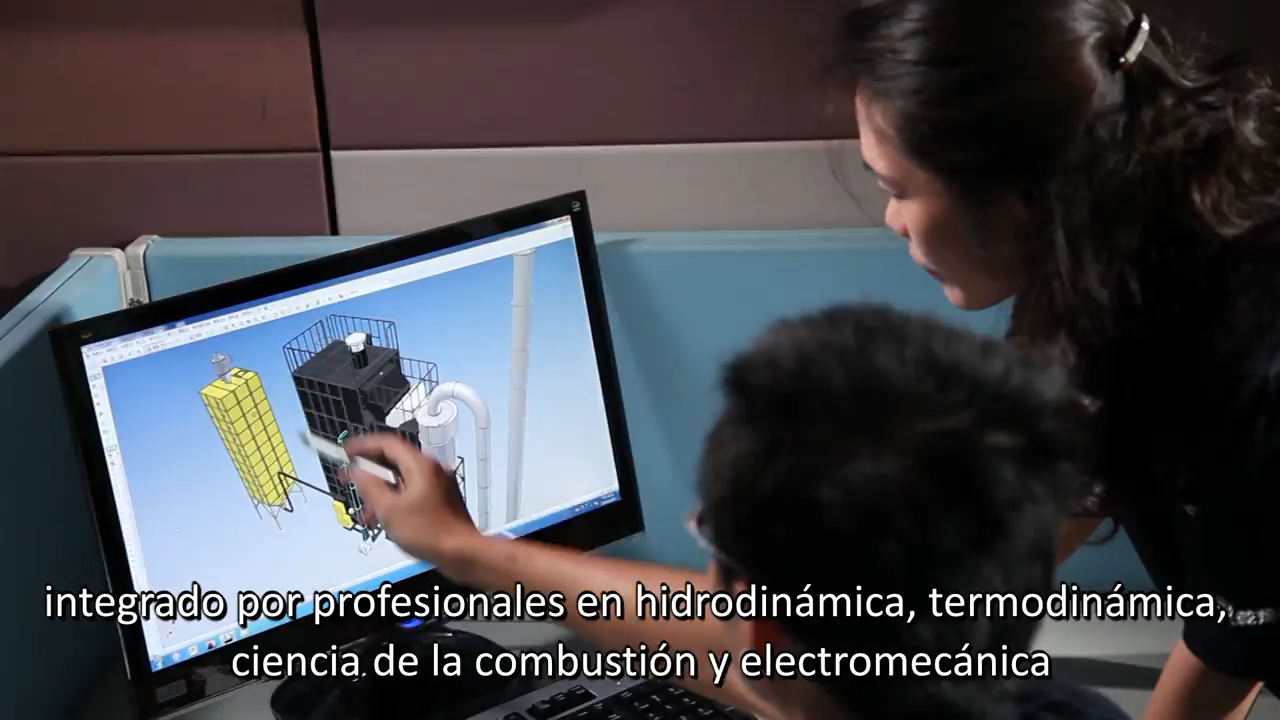 integrado por profesionales en hidrodinámica, termodinámica,
ciencia de la combustión y electromecánica